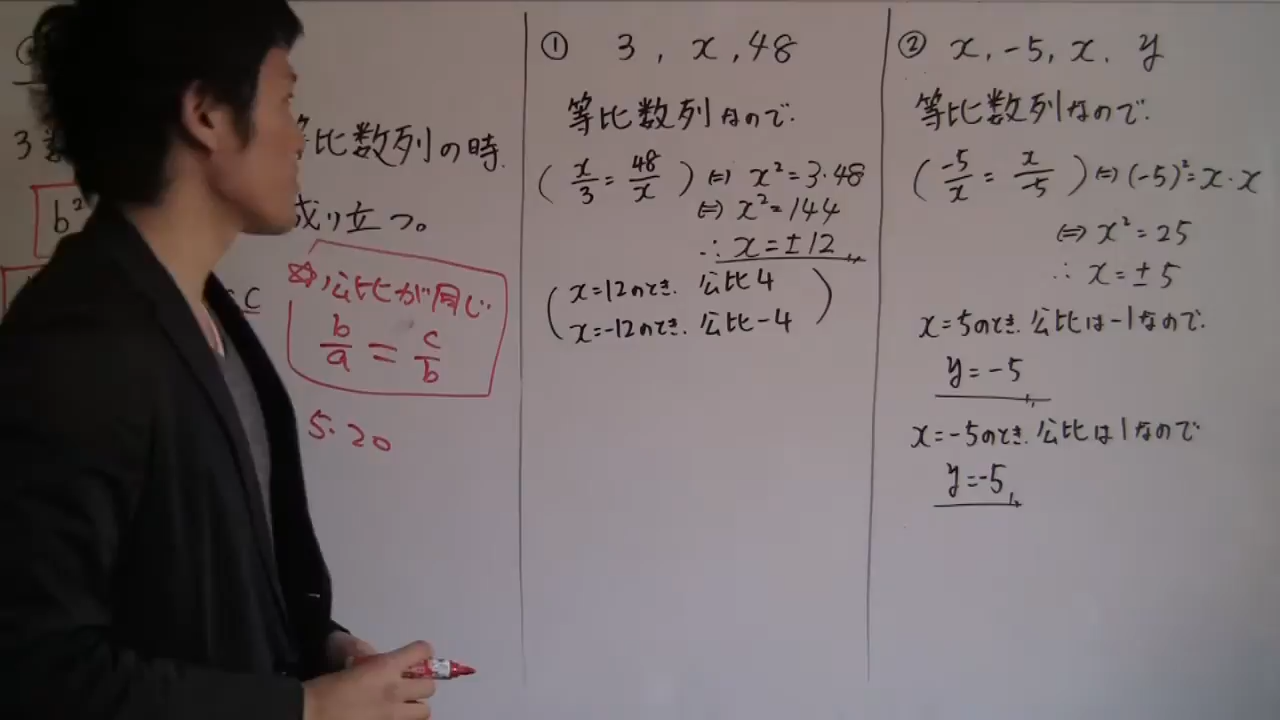 3
等比数列の時.
b²
成り立つ。
c
☆公比が同じ.
b/a = c/b
5.20
① 3, x, 48
等比数列なので.
(x/3 = 48/x) ⇔ x² = 3·48
⇔ x² = 144
∴ x = ±12
(x=12のとき. 公比4
x=-12のとき. 公比-4)
② x, -5, x, y
等比数列なので.
(-5/x = x/-5) ⇔ (-5)² = x·x
⇔ x² = 25
∴ x = ±5
x=5のとき. 公比は-1なので.
y = -5
x=-5のとき. 公比は1なので
y=-5